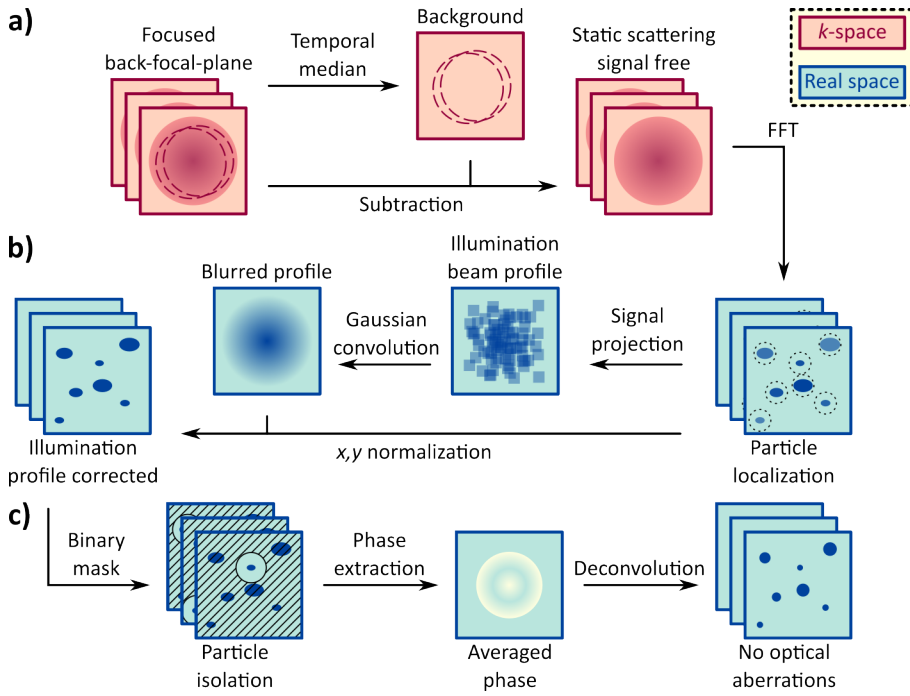 a)
Focused
back-focal-plane
Temporal
median
Background
Static scattering
signal free
k-space
Real space
Subtraction
FFT
b)
Blurred profile
Illumination
beam profile
Gaussian
convolution
Signal
projection
x,y normalization
Illumination
profile corrected
Particle
localization
c)
Binary
mask
Phase
extraction
Deconvolution
Particle
isolation
Averaged
phase
No optical
aberrations